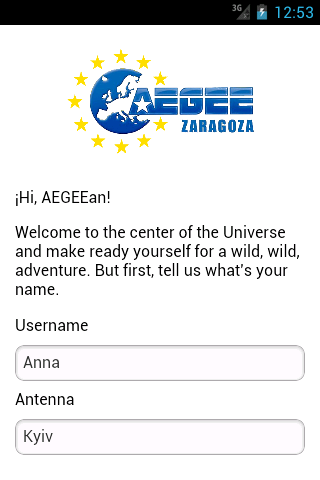 3G 12:53
AEGEE
ZARAGOZA
¡Hi, AEGEEan!
Welcome to the center of the Universe
and make ready yourself for a wild, wild,
adventure. But first, tell us what's your
name.
Username
Anna
Antenna
Kyiv